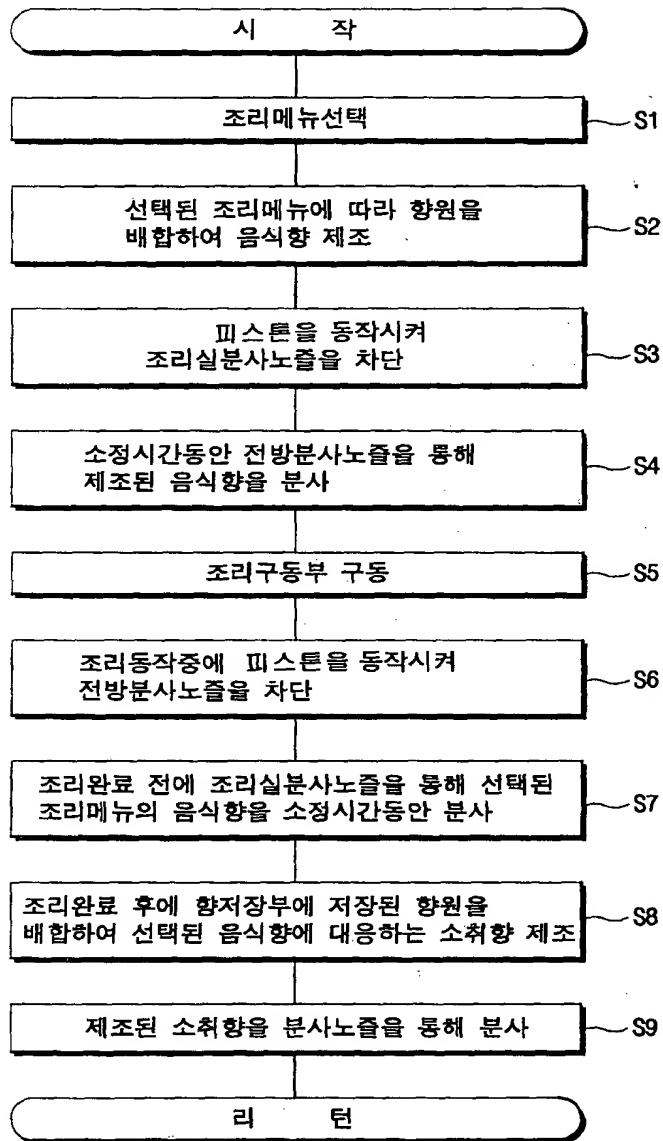 시 작
조리메뉴선택
S1
선택된 조리메뉴에 따라 향원을
배합하여 음식향 제조
S2
피스톤을 동작시켜
조리실분사노즐을 차단
S3
소정시간동안 전방분사노즐을 통해
제조된 음식향을 분사
S4
조리구동부 구동
S5
조리동작중에 피스톤을 동작시켜
전방분사노즐을 차단
S6
조리완료 전에 조리실분사노즐을 통해 선택된
조리메뉴의 음식향을 소정시간동안 분사
S7
조리완료 후에 향저장부에 저장된 향원을
배합하여 선택된 음식향에 대응하는 소취향 제조
S8
제조된 소취향을 분사노즐을 통해 분사
S9
리 턴